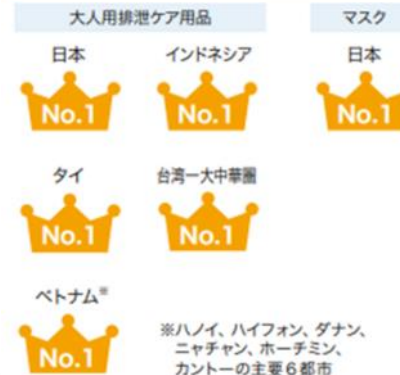 大人用排泄ケア用品
マスク
日本
インドネシア
日本
No.1
No.1
No.1
タイ
台湾ー大中華圏
No.1
No.1
ベトナム※
No.1
※ハノイ、ハイフォン、ダナン、
ニャチャン、ホーチミン、
カントーの主要6都市